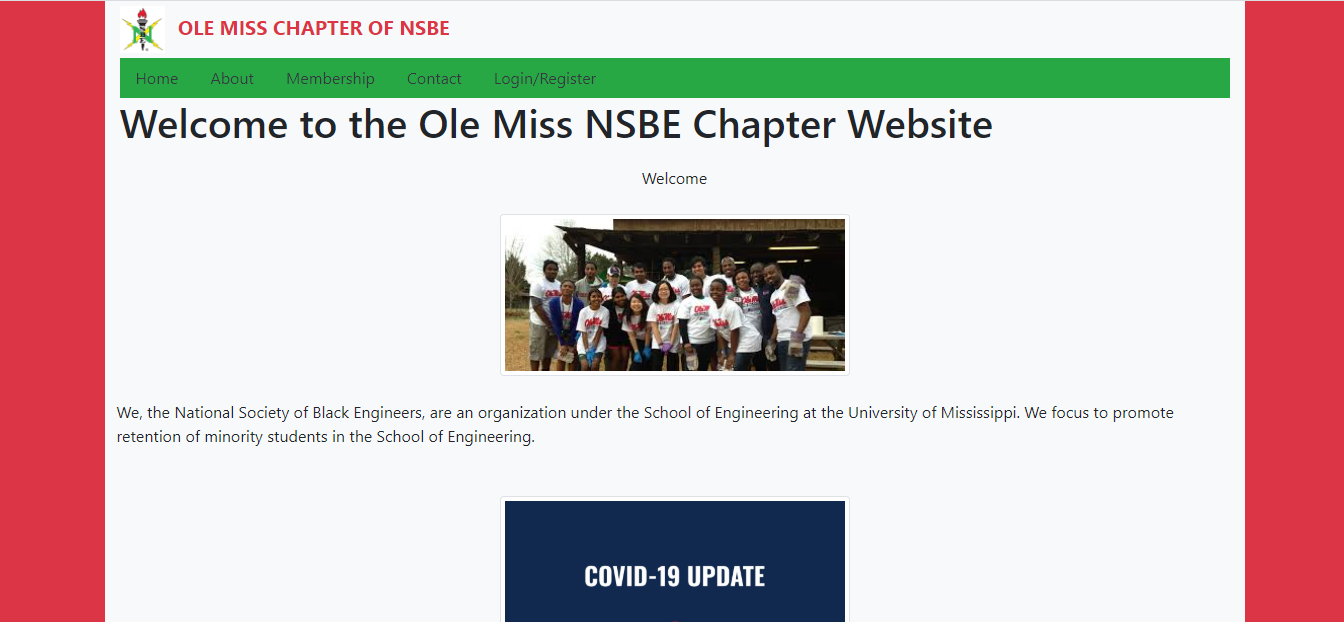 OLE MISS CHAPTER OF NSBE
Home About Membership Contact Login/Register
Welcome to the Ole Miss NSBE Chapter Website
Welcome
We, the National Society of Black Engineers, are an organization under the School of Engineering at the University of Mississippi. We focus to promote
retention of minority students in the School of Engineering.
COVID-19 UPDATE